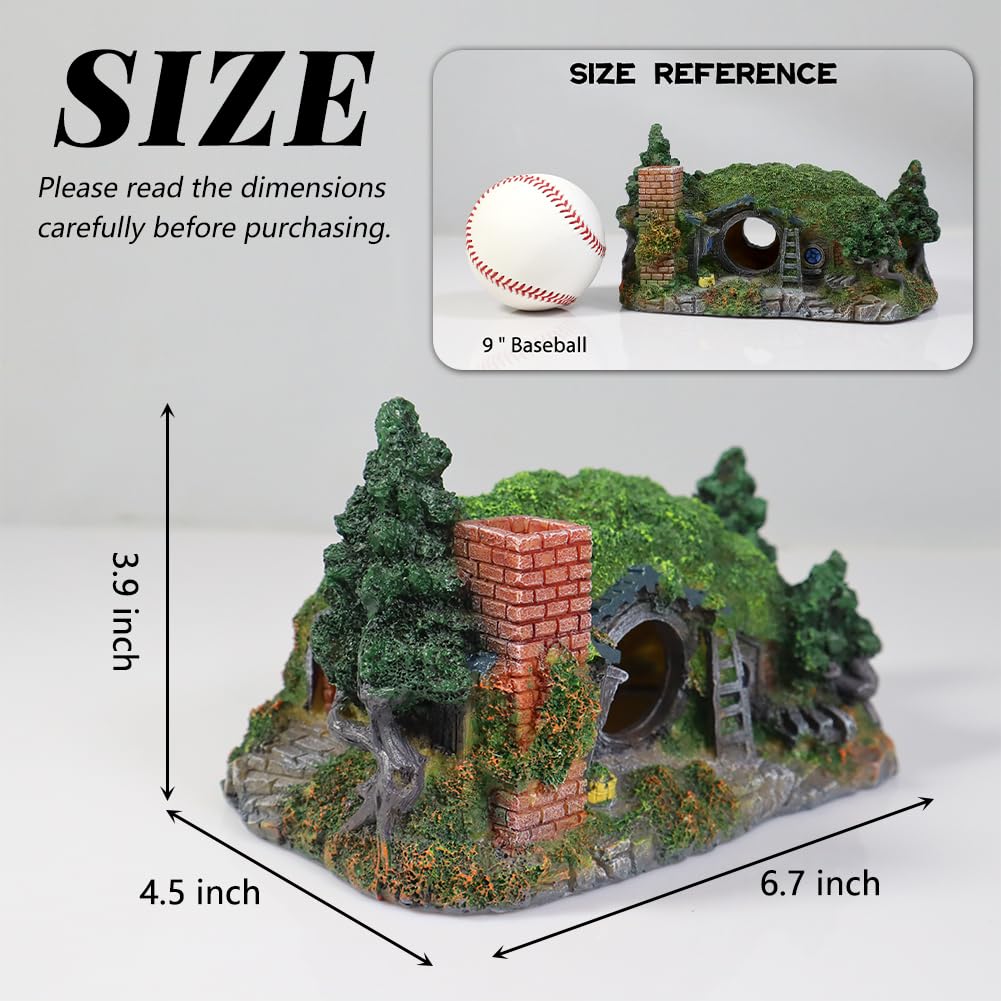 SIZE
Please read the dimensions
carefully before purchasing.
SIZE REFERENCE
9 " Baseball
3.9 inch
4.5 inch
6.7 inch